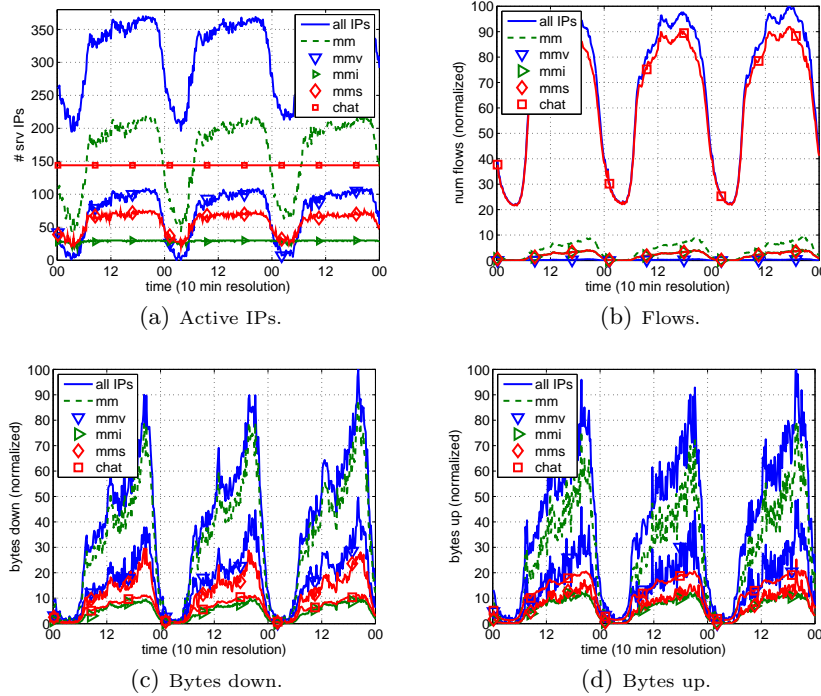 # srv IPs
350
300
250
200
150
100
50
0
00 12 00 12 00 12 00
time (10 min resolution)
all IPs
mm
mmv
mmi
mms
chat
(a) Active IPs.
num flows (normalized)
100
90
80
70
60
50
40
30
20
10
0
00 12 00 12 00 12 00
time (10 min resolution)
all IPs
mm
mmv
mmi
mms
chat
(b) Flows.
bytes down (normalized)
100
90
80
70
60
50
40
30
20
10
0
00 12 00 12 00 12 00
time (10 min resolution)
all IPs
mm
mmv
mmi
mms
chat
(c) Bytes down.
bytes up (normalized)
100
90
80
70
60
50
40
30
20
10
0
00 12 00 12 00 12 00
time (10 min resolution)
all IPs
mm
mmv
mmi
mms
chat
(d) Bytes up.